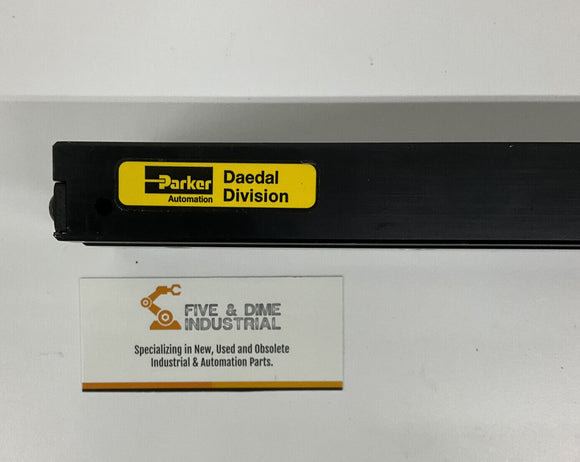 Parker
Automation
Daedal
Division
FIVE & DIME
INDUSTRIAL
Specializing in New, Used and Obsolete
Industrial & Automation Parts.